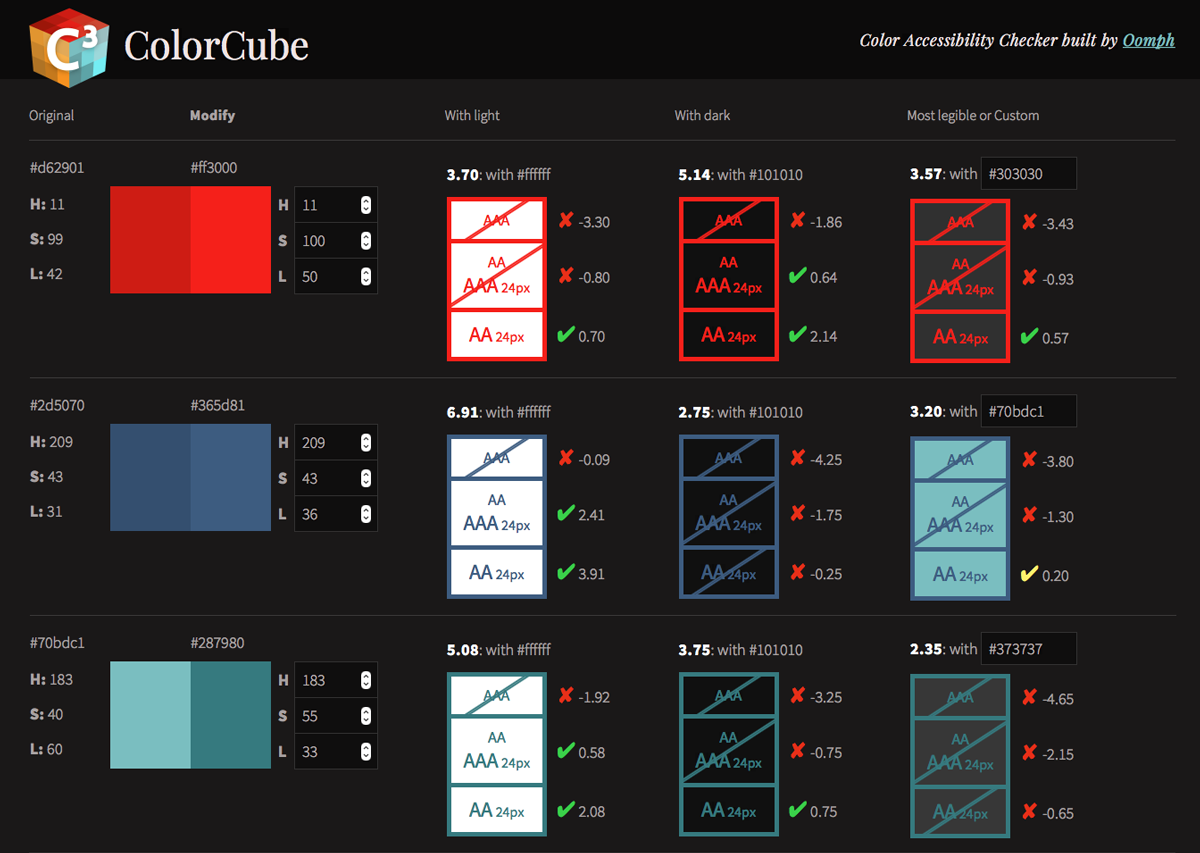 C3 ColorCube
Color Accessibility Checker built by Oomph
Original Modify With light With dark Most legible or Custom
#d62901 #ff3000
H: 11 H 11
S: 99 S 100
L: 42 L 50
3.70: with #ffffff
AAA -3.30
AA
AAA 24px -0.80
AA 24px 0.70
5.14: with #101010
AAA -1.86
AA
AAA 24px 0.64
AA 24px 2.14
3.57: with #303030
AAA -3.43
AA
AAA 24px -0.93
AA 24px 0.57
#2d5070 #365d81
H: 209 H 209
S: 43 S 43
L: 31 L 36
6.91: with #ffffff
AAA -0.09
AA
AAA 24px 2.41
AA 24px 3.91
2.75: with #101010
AAA -4.25
AA
AAA 24px -1.75
AA 24px -0.25
3.20: with #70bdc1
AAA -3.80
AA
AAA 24px -1.30
AA 24px 0.20
#70bdc1 #287980
H: 183 H 183
S: 40 S 55
L: 60 L 33
5.08: with #ffffff
AAA -1.92
AA
AAA 24px 0.58
AA 24px 2.08
3.75: with #101010
AAA -3.25
AA
AAA 24px -0.75
AA 24px 0.75
2.35: with #373737
AAA -4.65
AA
AAA 24px -2.15
AA 24px -0.65